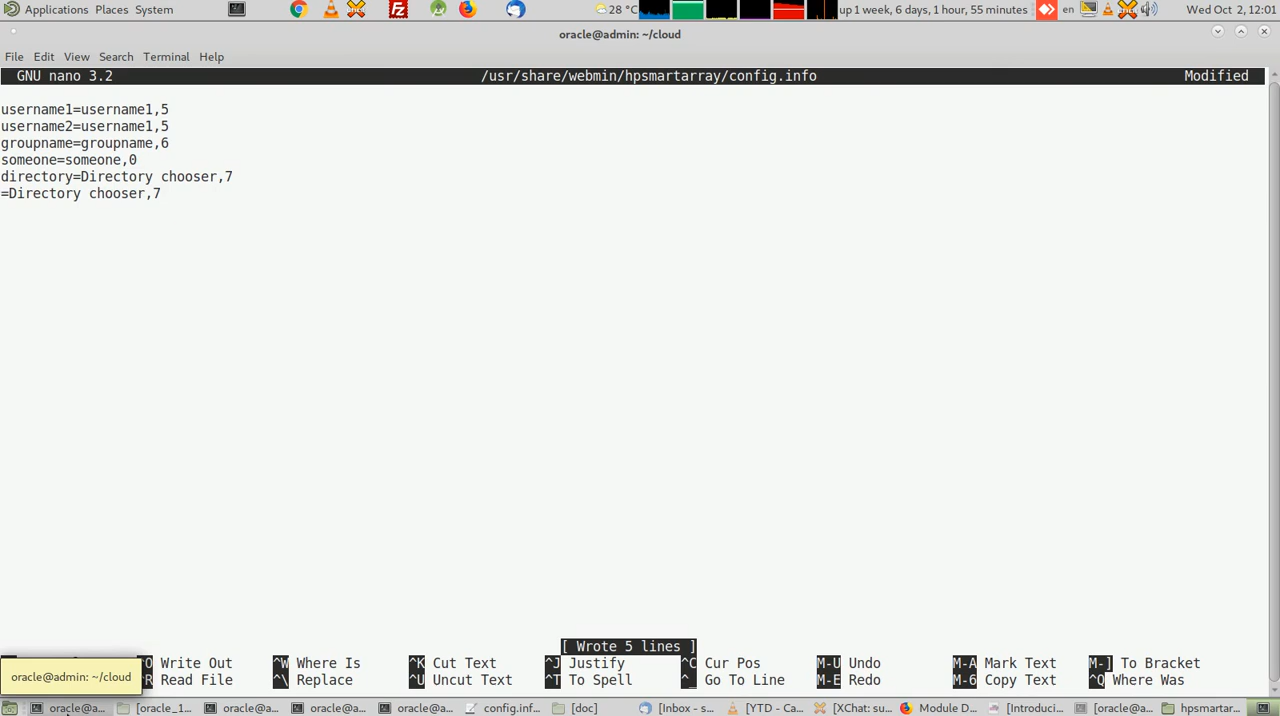 Applications Places System
28 °C
up 1 week, 6 days, 1 hour, 55 minutes
en
Wed Oct 2, 12:01
oracle@admin: ~/cloud
File Edit View Search Terminal Help
GNU nano 3.2 /usr/share/webmin/hpsmartarray/config.info Modified
username1=username1,5
username2=username1,5
groupname=groupname,6
someone=someone,0
directory=Directory chooser,7
=Directory chooser,7
[ Wrote 5 lines ]
^O Write Out ^W Where Is ^K Cut Text ^J Justify ^C Cur Pos M-U Undo M-A Mark Text M-] To Bracket
^R Read File ^\ Replace ^U Uncut Text ^T To Spell ^_ Go To Line M-E Redo M-6 Copy Text ^Q Where Was
oracle@admin: ~/cloud
oracle@a... [oracle_1... oracle@a... oracle@a... oracle@a... config.inf... [doc] [Inbox - s... [YTD - Ca... [XChat: su... Module D... [Introduci... [oracle@a... hpsmartar...